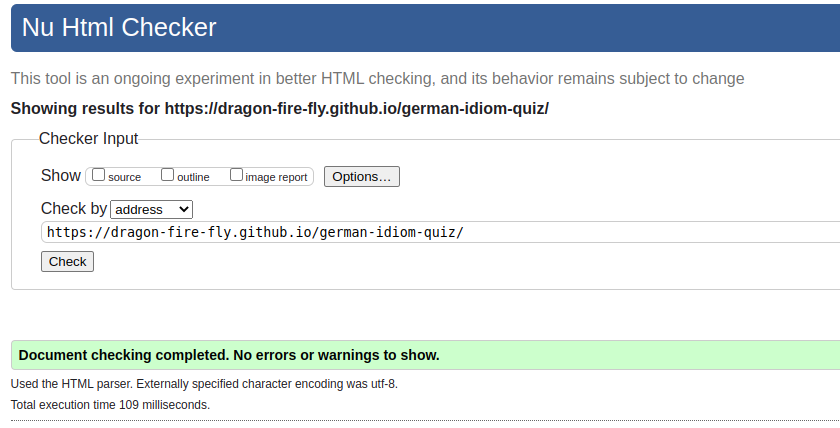 Nu Html Checker
This tool is an ongoing experiment in better HTML checking, and its behavior remains subject to change
Showing results for https://dragon-fire-fly.github.io/german-idiom-quiz/
Checker Input
Show source outline image report Options...
Check by address
https://dragon-fire-fly.github.io/german-idiom-quiz/
Check
Document checking completed. No errors or warnings to show.
Used the HTML parser. Externally specified character encoding was utf-8.
Total execution time 109 milliseconds.